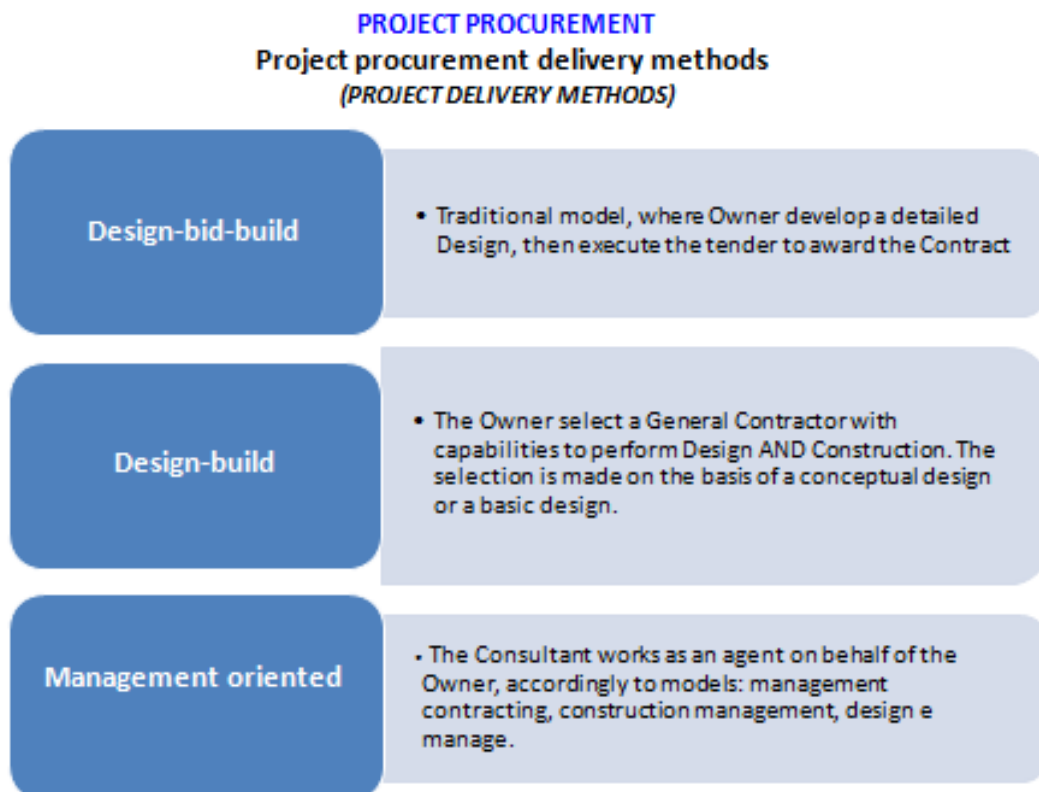 PROJECT PROCUREMENT
Project procurement delivery methods
(PROJECT DELIVERY METHODS)
Design-bid-build
• Traditional model, where Owner develop a detailed
Design, then execute the tender to award the Contract
Design-build
• The Owner select a General Contractor with
capabilities to perform Design AND Construction. The
selection is made on the basis of a conceptual design
or a basic design.
Management oriented
• The Consultant works as an agent on behalf of the
Owner, accordingly to models: management
contracting, construction management, design e
manage.